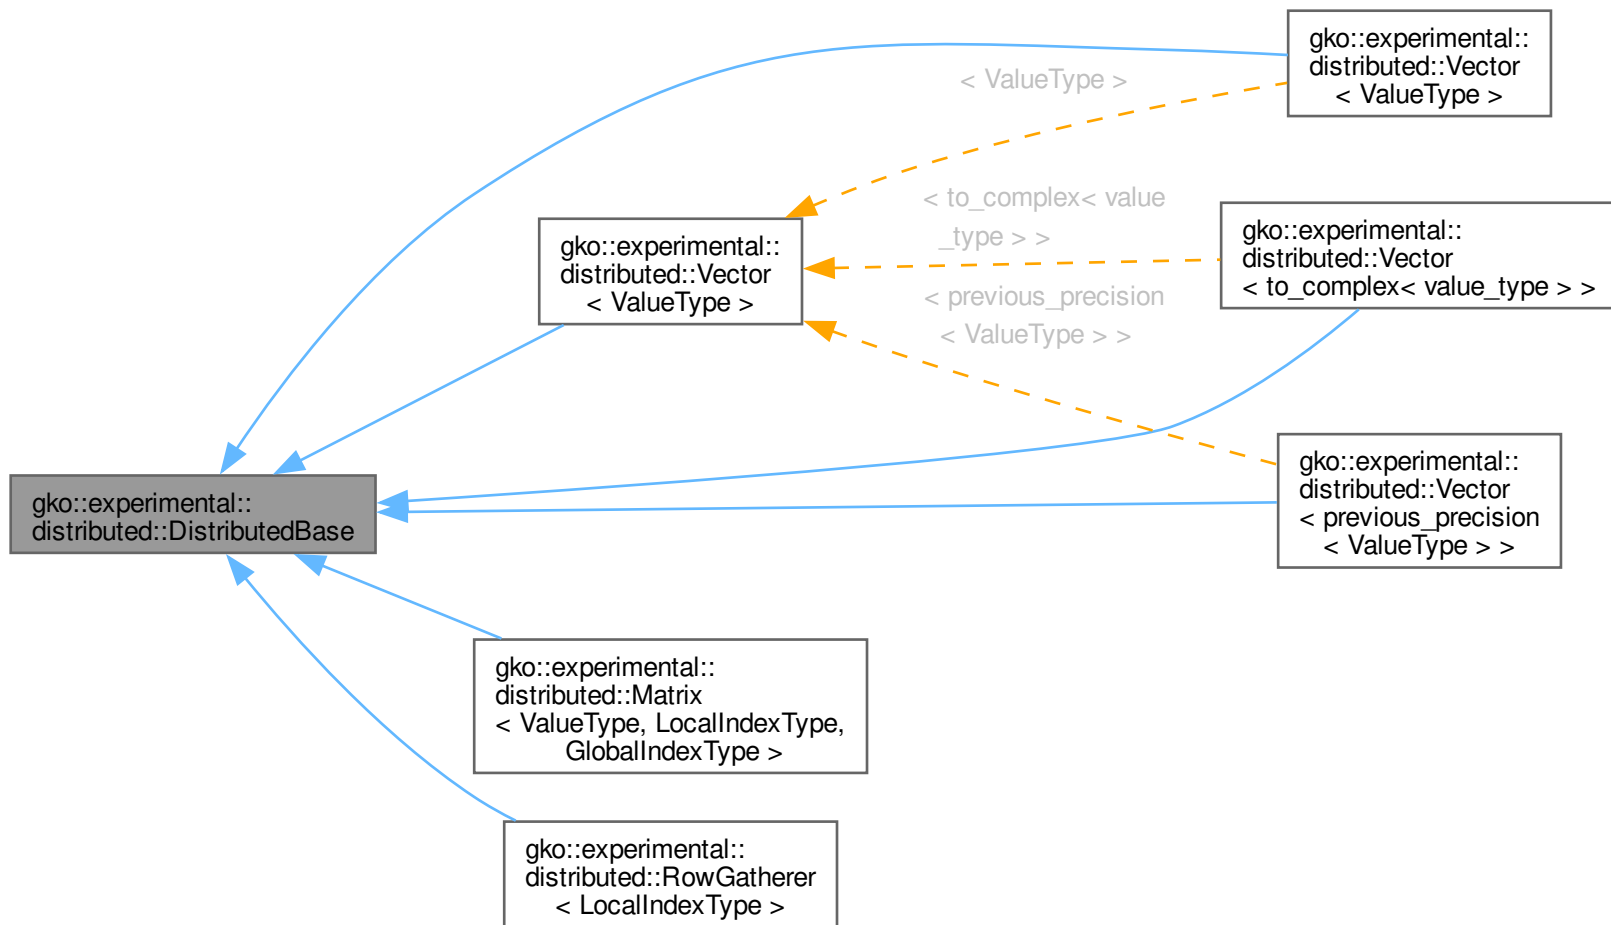 gko::experimental::
distributed::Vector
< ValueType >
< ValueType >
< to_complex< value
_type > >
gko::experimental::
distributed::Vector
< to_complex< value_type > >
gko::experimental::
distributed::Vector
< ValueType >
< previous_precision
< ValueType > >
gko::experimental::
distributed::Vector
< previous_precision
< ValueType > >
gko::experimental::
distributed::DistributedBase
gko::experimental::
distributed::Matrix
< ValueType, LocalIndexType,
GlobalIndexType >
gko::experimental::
distributed::RowGatherer
< LocalIndexType >